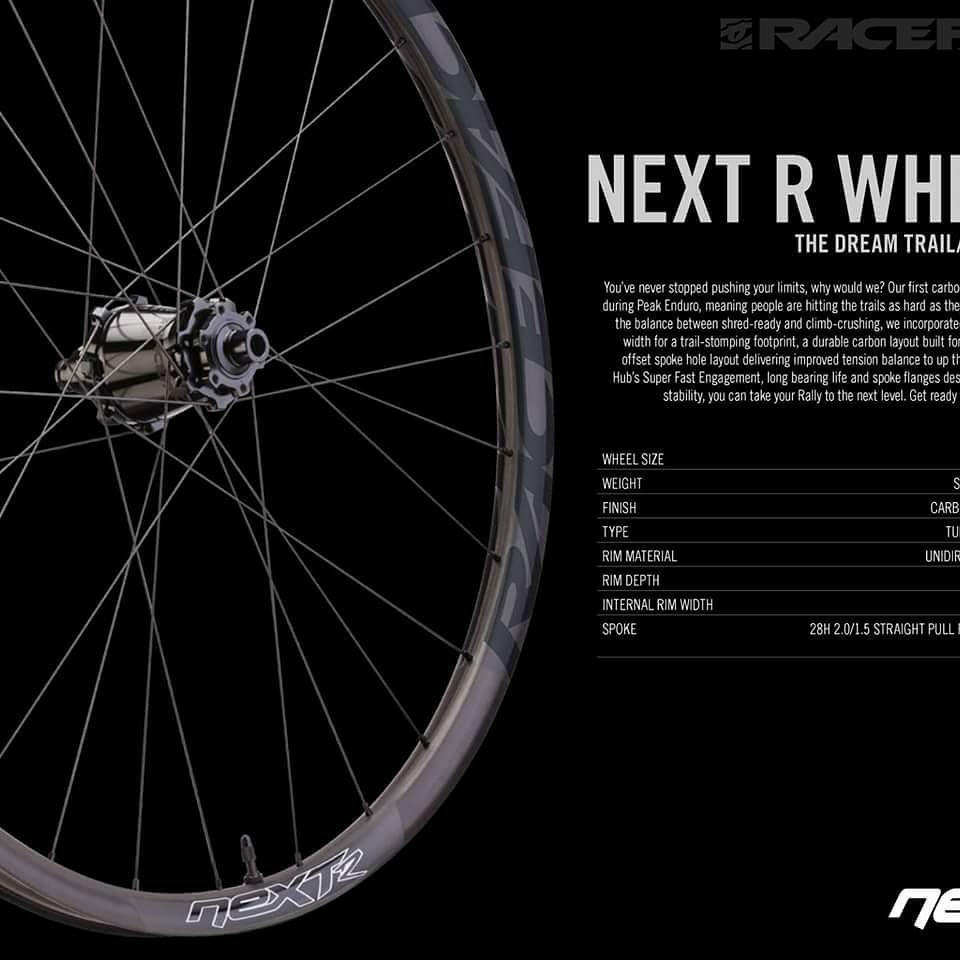 RACEF
NEXT R WH
THE DREAM TRAIL
You've never stopped pushing your limits, why would we? Our first carbo
during Peak Enduro, meaning people are hitting the trails as hard as the
the balance between shred-ready and climb-crushing, we incorporate
width for a trail-stomping footprint, a durable carbon layout built for
offset spoke hole layout delivering improved tension balance to up th
Hub's Super Fast Engagement, long bearing life and spoke flanges des
stability, you can take your Rally to the next level. Get ready
WHEEL SIZE
WEIGHT S
FINISH CARB
TYPE TU
RIM MATERIAL UNIDIR
RIM DEPTH
INTERNAL RIM WIDTH
SPOKE 28H 2.0/1.5 STRAIGHT PULL
RACEFACE
NEXT R
NE